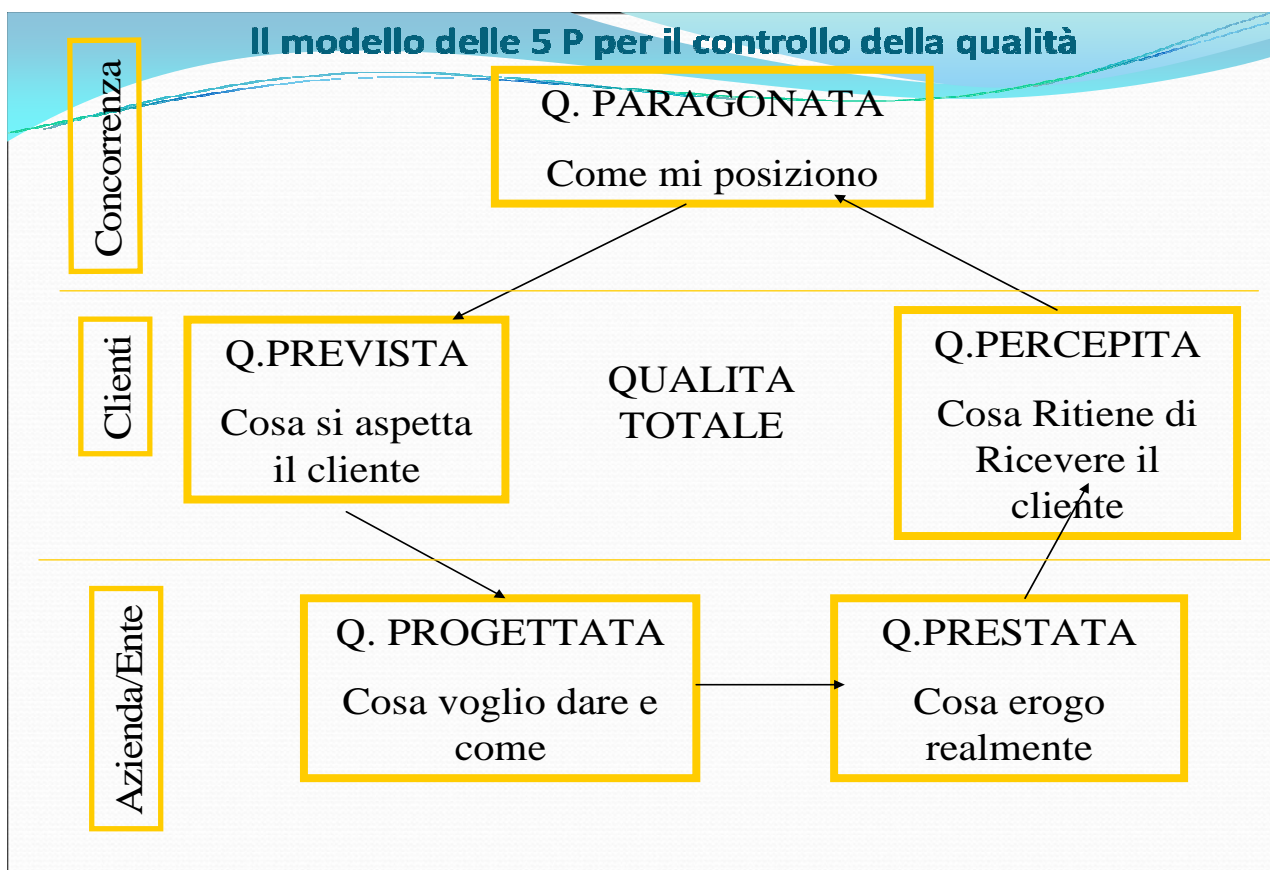 Il modello delle 5 P per il controllo della qualità
Concorrenza
Q. PARAGONATA
Come mi posiziono
Clienti
Q.PREVISTA
Cosa si aspetta
il cliente
QUALITA
TOTALE
Q.PERCEPITA
Cosa Ritiene di
Ricevere il
cliente
Azienda/Ente
Q. PROGETTATA
Cosa voglio dare e
come
Q.PRESTATA
Cosa erogo
realmente